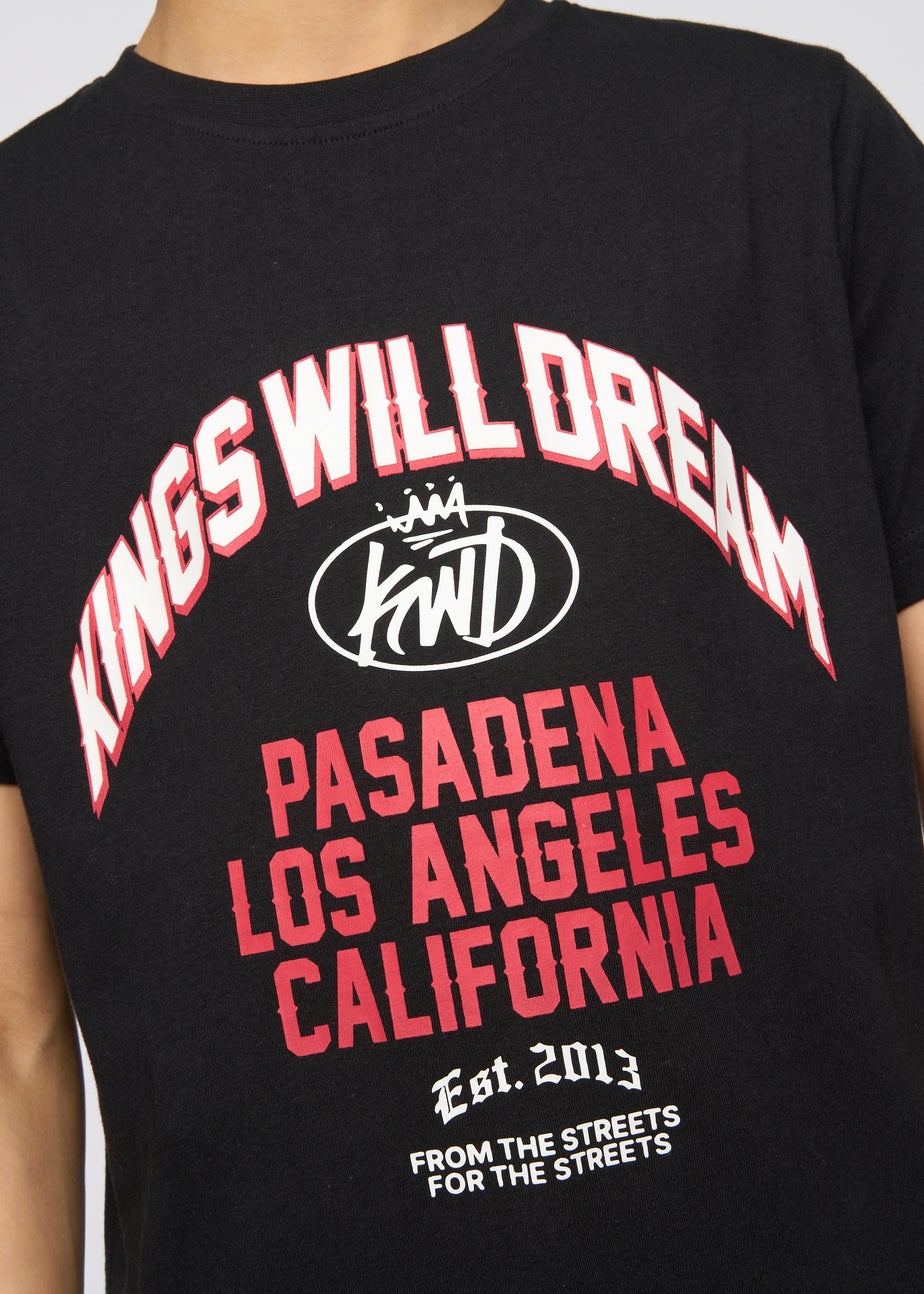 KINGS WILL DREAM
KWD
PASADENA
LOS ANGELES
CALIFORNIA
Est. 2013
FROM THE STREETS
FOR THE STREETS